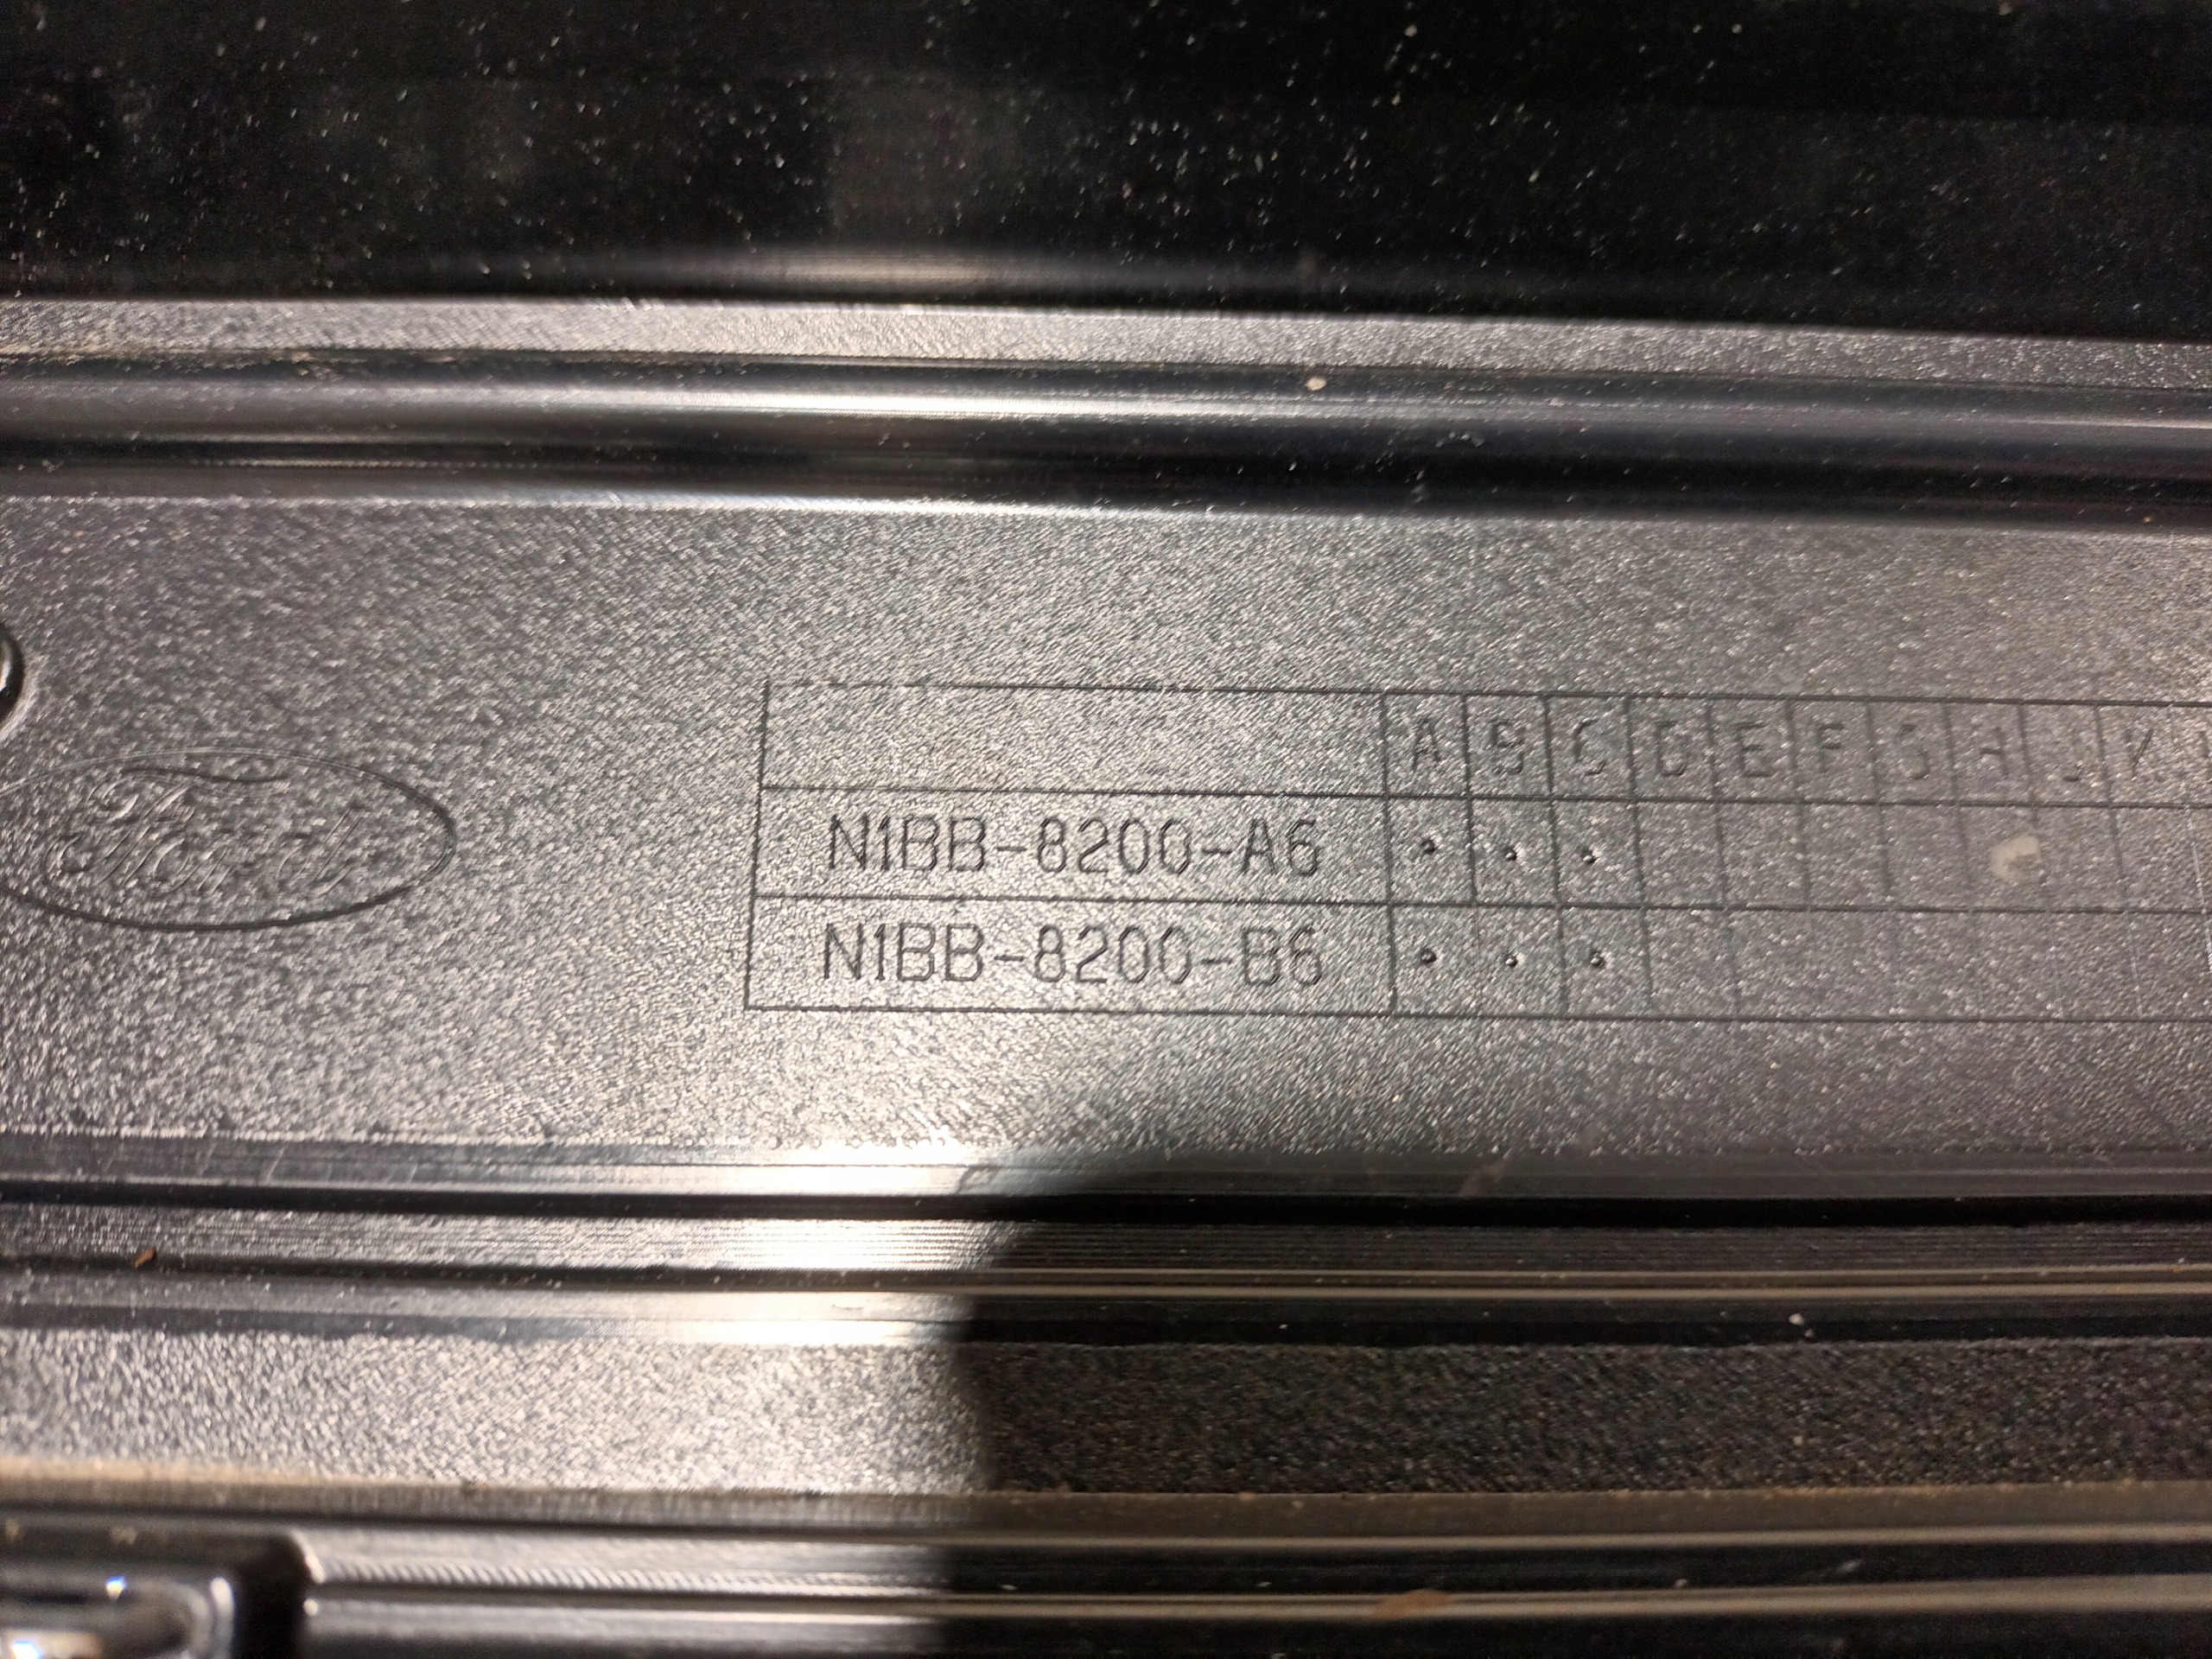 A B C D E F G H J K
Ford
N1BB-8200-A6
N1BB-8200-B6